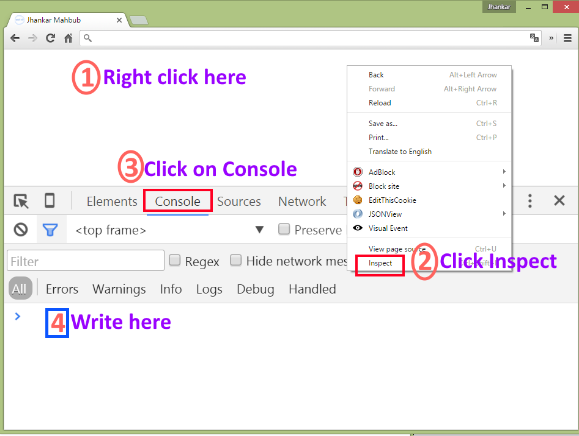 Jhankar
Jhankar Mahbub
1 Right click here
Back Alt+Left Arrow
Forward Alt+Right Arrow
Reload Ctrl+R
Save as... Ctrl+S
Print... Ctrl+P
Translate to English
AdBlock
Block site
EditThisCookie
JSONView
Visual Event
View page source Ctrl+U
Inspect
2 Click Inspect
3 Click on Console
Elements Console Sources Network
<top frame> Preserve
Filter Regex Hide network mes
All Errors Warnings Info Logs Debug Handled
4 Write here